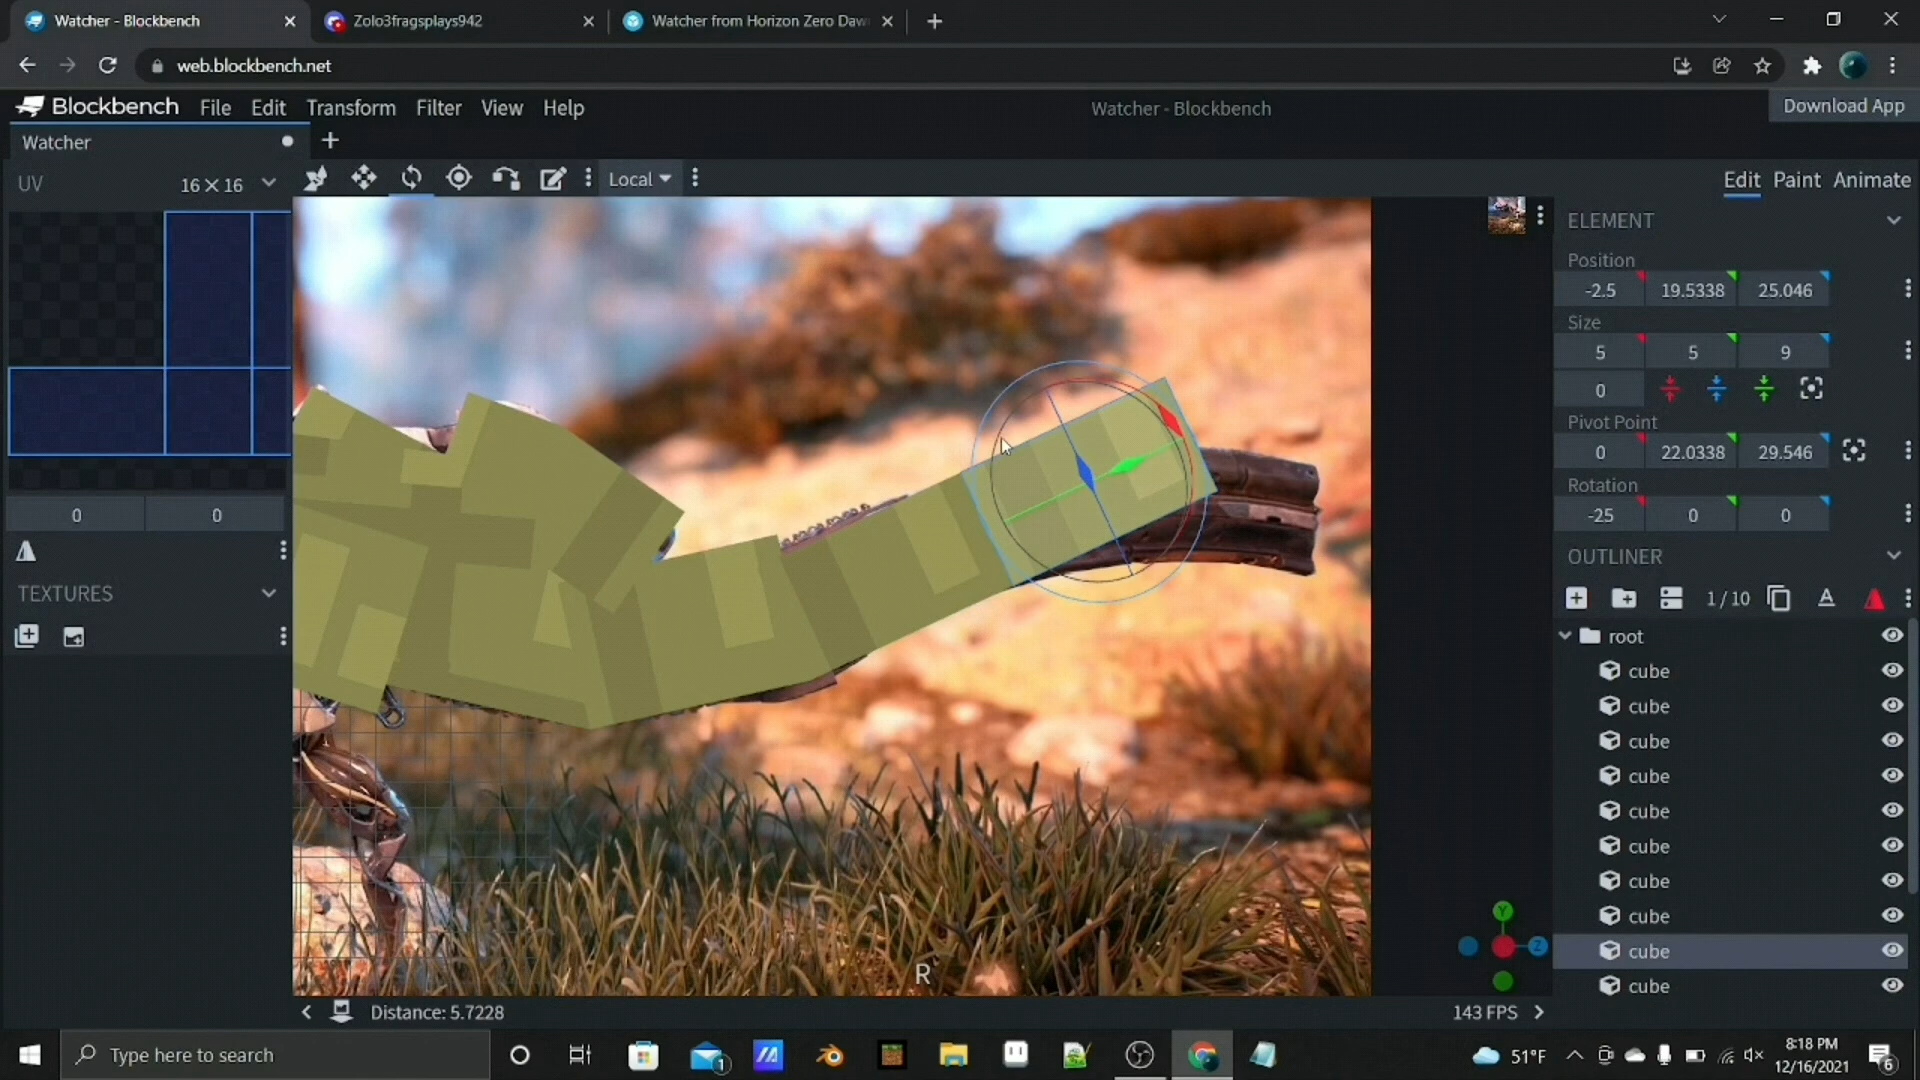 Watcher - Blockbench
Zolo3fragsplays942
Watcher from Horizon Zero Daw
web.blockbench.net
Blockbench File Edit Transform Filter View Help
Watcher - Blockbench
Download App
Watcher
UV 16 × 16
Local
Edit Paint Animate
0 0
TEXTURES
ELEMENT
Position
-2.5 19.5338 25.046
Size
5 5 9
0
Pivot Point
0 22.0338 29.546
Rotation
-25 0 0
OUTLINER
1 / 10
root
cube
cube
cube
cube
cube
cube
cube
cube
cube
cube
Y
Z
R
Distance: 5.7228
143 FPS
Type here to search
1
51°F
8:18 PM
12/16/2021
6